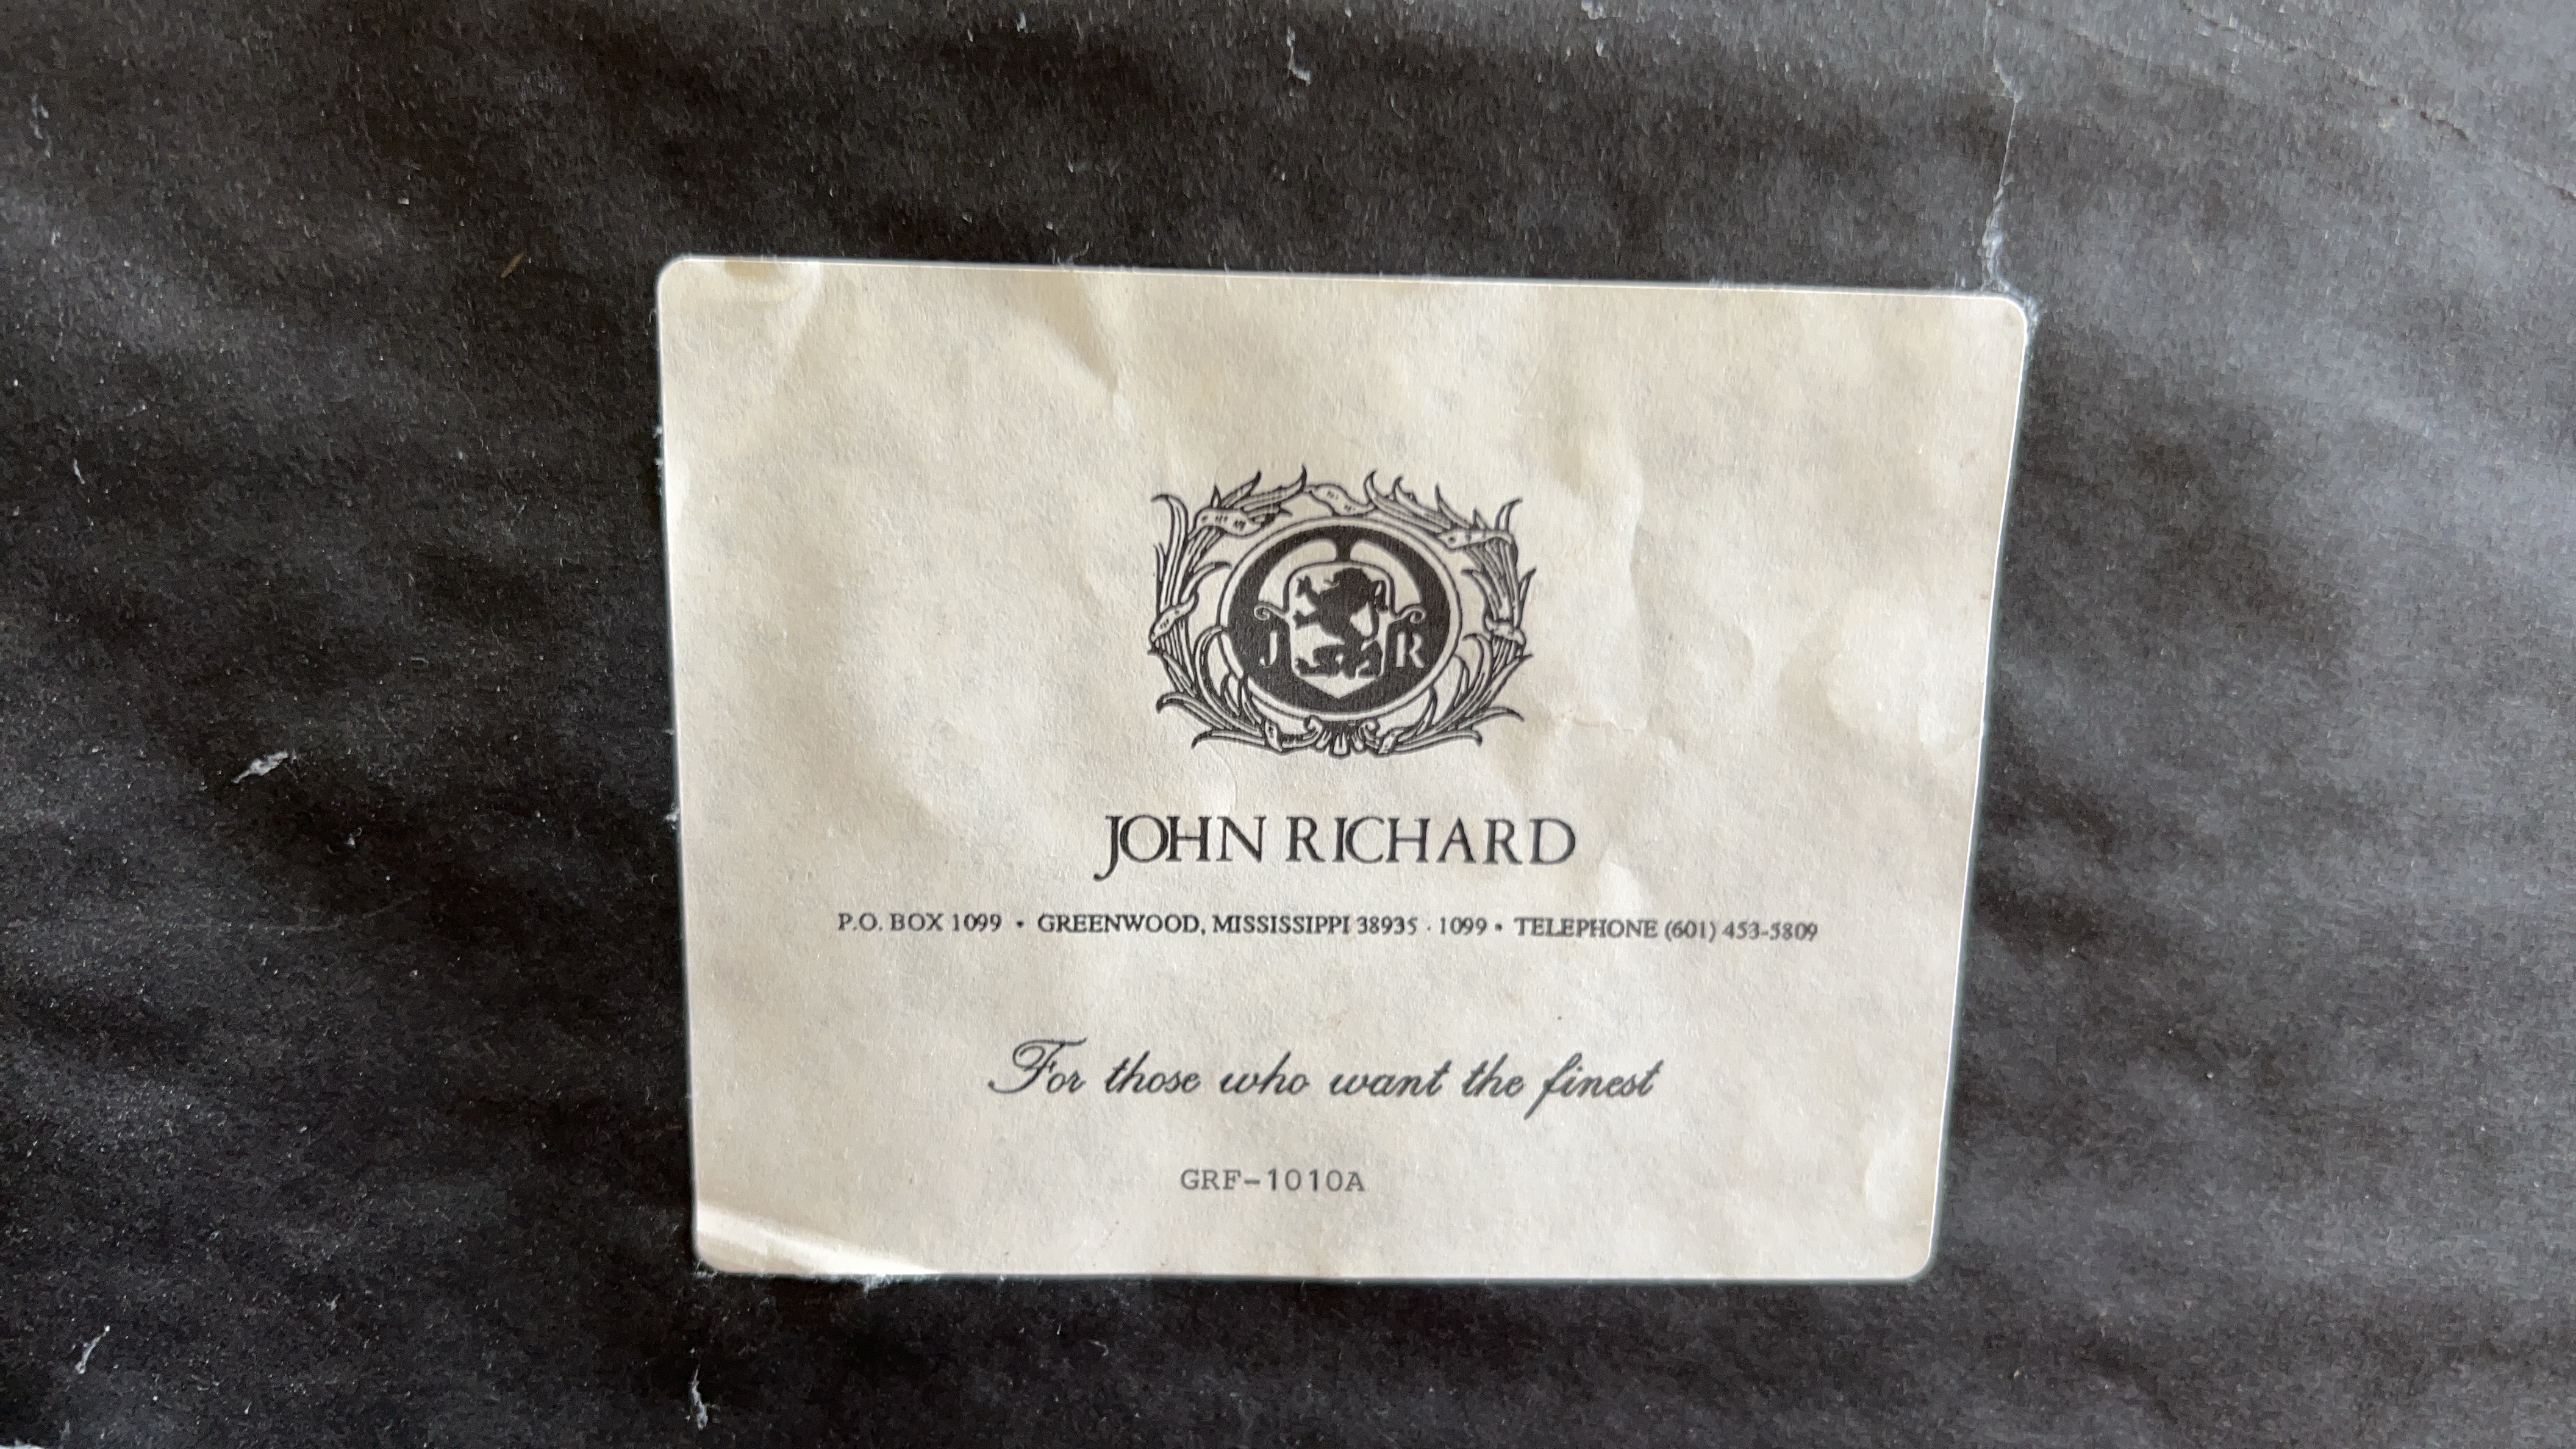 J R
JOHN RICHARD
P.O. BOX 1099 • GREENWOOD, MISSISSIPPI 38935 · 1099 • TELEPHONE (601) 453-5809
For those who want the finest
GRF-1010A